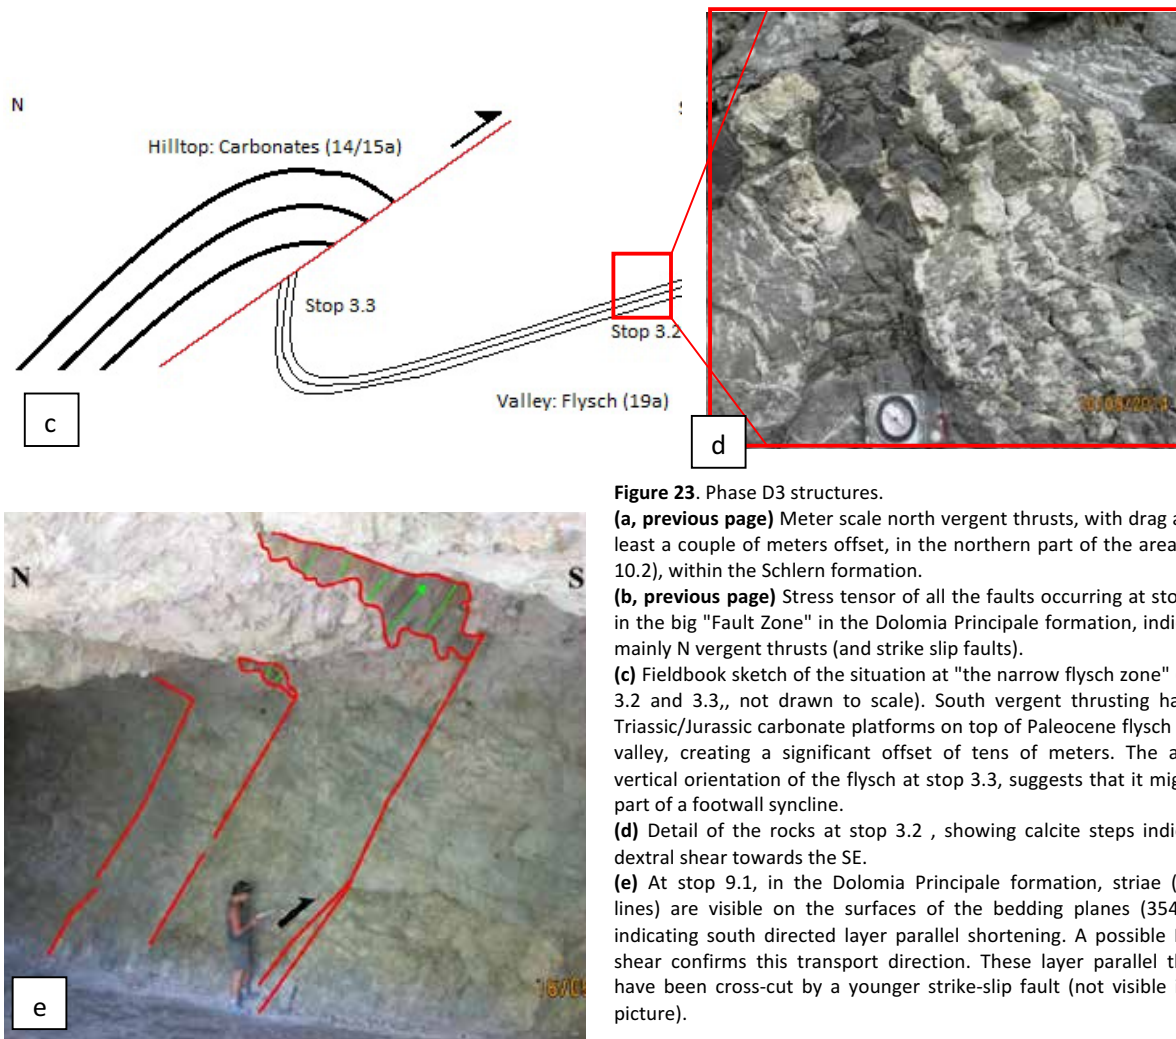 N
Hilltop: Carbonates (14/15a)
Stop 3.3
Stop 3.2
Valley: Flysch (19a)
c
d
Figure 23. Phase D3 structures.
(a, previous page) Meter scale north vergent thrusts, with drag
least a couple of meters offset, in the northern part of the area
10.2), within the Schlern formation.
(b, previous page) Stress tensor of all the faults occurring at
in the big "Fault Zone" in the Dolomia Principale formation,
mainly N vergent thrusts (and strike slip faults).
(c) Fieldbook sketch of the situation at "the narrow flysch zone"
3.2 and 3.3,, not drawn to scale). South vergent thrusting
Triassic/Jurassic carbonate platforms on top of Paleocene flysch
valley, creating a significant offset of tens of meters. The
vertical orientation of the flysch at stop 3.3, suggests that it
part of a footwall syncline.
(d) Detail of the rocks at stop 3.2 , showing calcite steps
dextral shear towards the SE.
(e) At stop 9.1, in the Dolomia Principale formation, striae
lines) are visible on the surfaces of the bedding planes (354
indicating south directed layer parallel shortening. A possible
shear confirms this transport direction. These layer parallel
have been cross-cut by a younger strike-slip fault (not visible
picture).
N
S
e